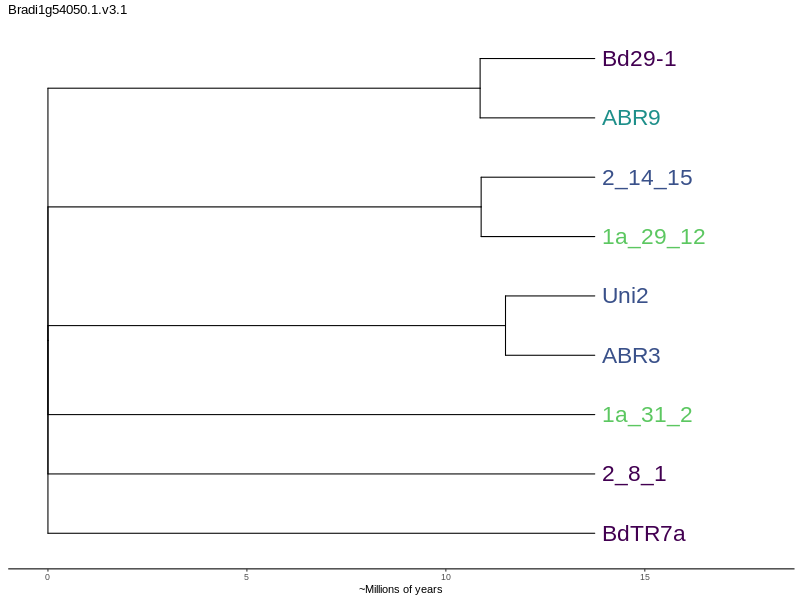 Bradi1g54050.1.v3.1
Bd29-1
ABR9
2_14_15
1a_29_12
Uni2
ABR3
1a_31_2
2_8_1
BdTR7a
0 5 10 15
~Millions of years